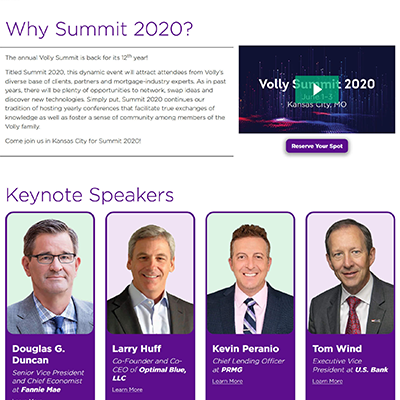 Why Summit 2020?
The annual Volly Summit is back for its 12th year!
Titled Summit 2020, this dynamic event will attract attendees from Volly's
diverse base of clients, partners and mortgage-industry experts. As in past
years, there will be plenty of opportunities to network, swap ideas and
discover new technologies. Simply put, Summit 2020 continues our
tradition of hosting yearly conferences that facilitate true exchanges of
knowledge as well as foster a sense of community among members of the
Volly family.
Come join us in Kansas City for Summit 2020!
Volly Summit 2020
June 1-3
Kansas City, MO
Reserve Your Spot
Keynote Speakers
Douglas G.
Duncan
Senior Vice President
and Chief Economist
at Fannie Mae
Larry Huff
Co-Founder and Co-
CEO of Optimal Blue,
LLC
Learn More
Kevin Peranio
Chief Lending Officer
at PRMG
Learn More
Tom Wind
Executive Vice
President at U.S. Bank
Learn More